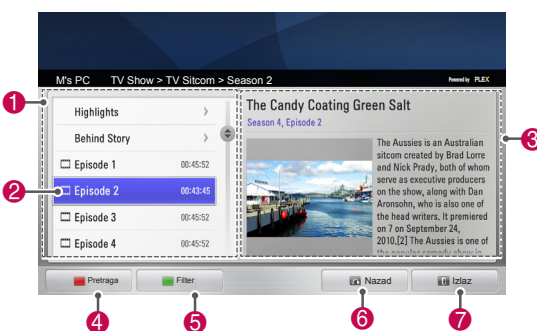 M's PC TV Show > TV Sitcom > Season 2
Powered by PLEX
1
Highlights >
Behind Story >
Episode 1 00:45:52
2
Episode 2 00:43:45
Episode 3 00:45:52
Episode 4 00:45:52
The Candy Coating Green Salt
Season 4, Episode 2
3
The Aussies is an Australian
sitcom created by Brad Lorre
and Nick Prady, both of whom
serve as executive producers
on the show, along with Dan
Aronsohn, who is also one of
the head writers. It premiered
on 7 on September 24,
2010.[2] The Aussies is one of
the popular comedy show in
Pretraga
Filter
Nazad
Izlaz
4
5
6
7